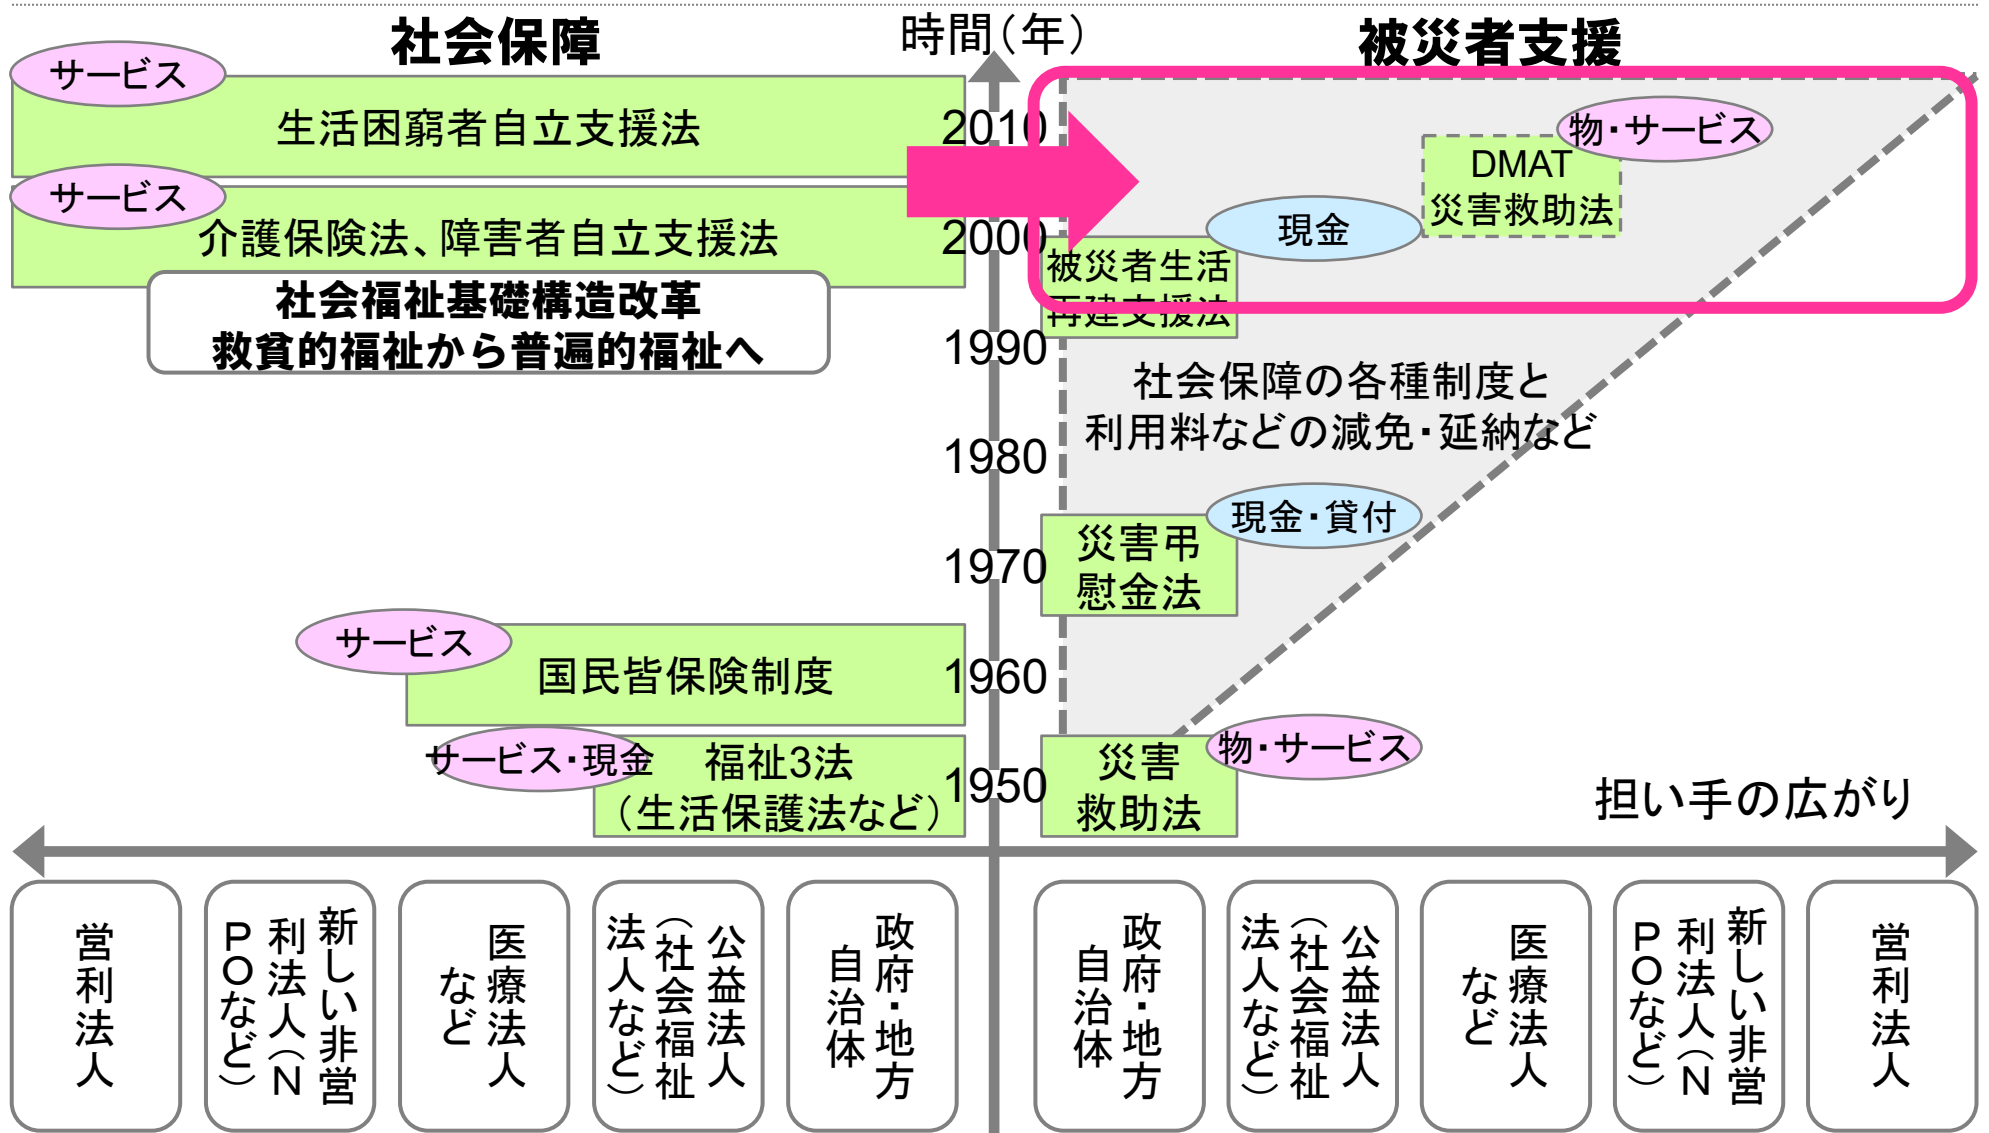 社会保障
時間(年)
被災者支援
サービス
生活困窮者自立支援法
サービス
介護保険法、障害者自立支援法
社会福祉基礎構造改革
救貧的福祉から普遍的福祉へ
サービス
国民皆保険制度
サービス・現金
福祉3法
(生活保護法など)
2010
2000
1990
1980
1970
1960
1950
物・サービス
DMAT
災害救助法
現金
被災者生活
再建支援法
社会保障の各種制度と
利用料などの減免・延納など
現金・貸付
災害弔
慰金法
物・サービス
災害
救助法
担い手の広がり
営利法人
新しい非営
利法人(N
POなど)
医療法人
など
公益法人
(社会福祉
法人など)
政府・地方
自治体
政府・地方
自治体
公益法人
(社会福祉
法人など)
医療法人
など
新しい非営
利法人(N
POなど)
営利法人